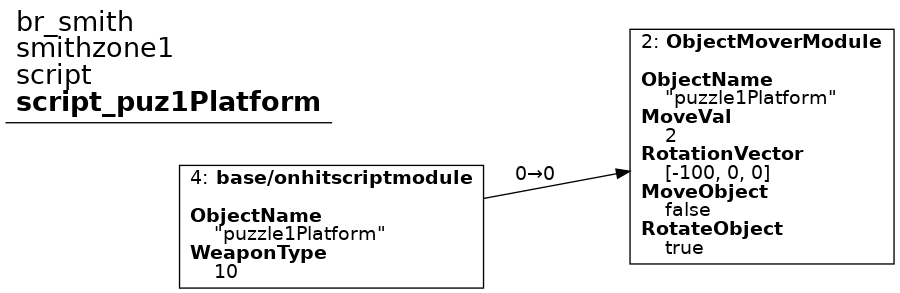 br_smith
smithzone1
script
script_puz1Platform
4: base/onhitscriptmodule
ObjectName
"puzzle1Platform"
WeaponType
10
0→0
2: ObjectMoverModule
ObjectName
"puzzle1Platform"
MoveVal
2
RotationVector
[-100, 0, 0]
MoveObject
false
RotateObject
true